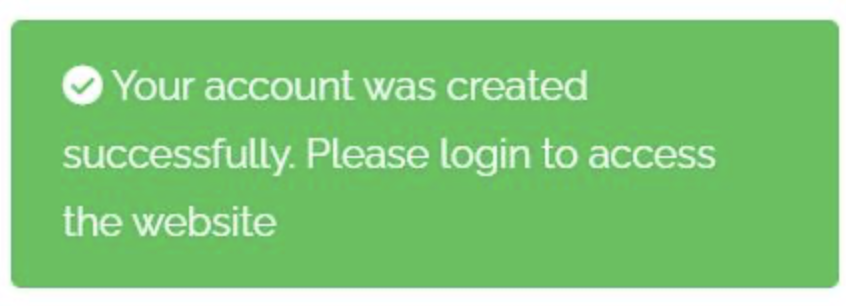 Your account was created
successfully. Please login to access
the website